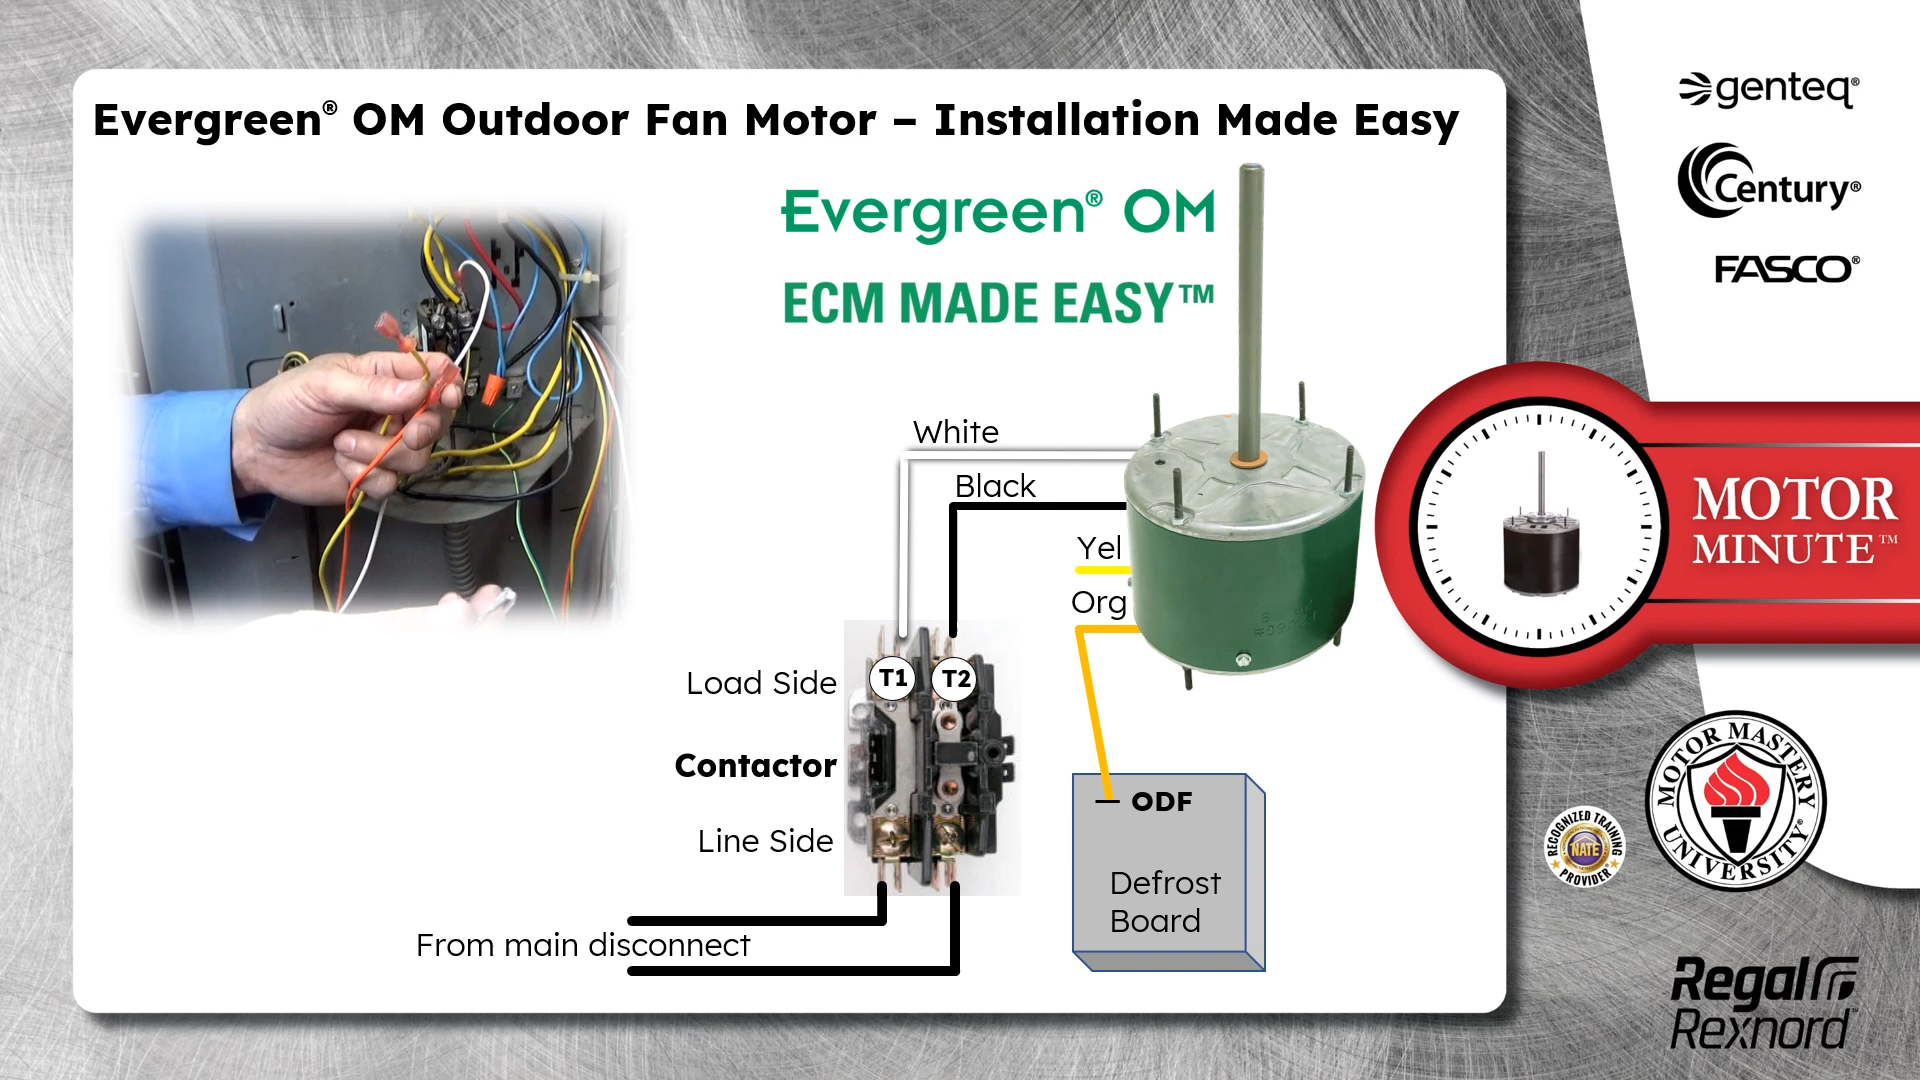 Evergreen® OM Outdoor Fan Motor – Installation Made Easy
Evergreen® OM
ECM MADE EASY™
White
Black
Yel
Org
T1
T2
Load Side
Contactor
Line Side
From main disconnect
ODF
Defrost
Board
genteq®
Century®
FASCO®
MOTOR
MINUTE™
MOTOR MASTERY
UNIVERSITY®
RECOGNIZED TRAINING
NATE
PROVIDER
Regal
Rexnord